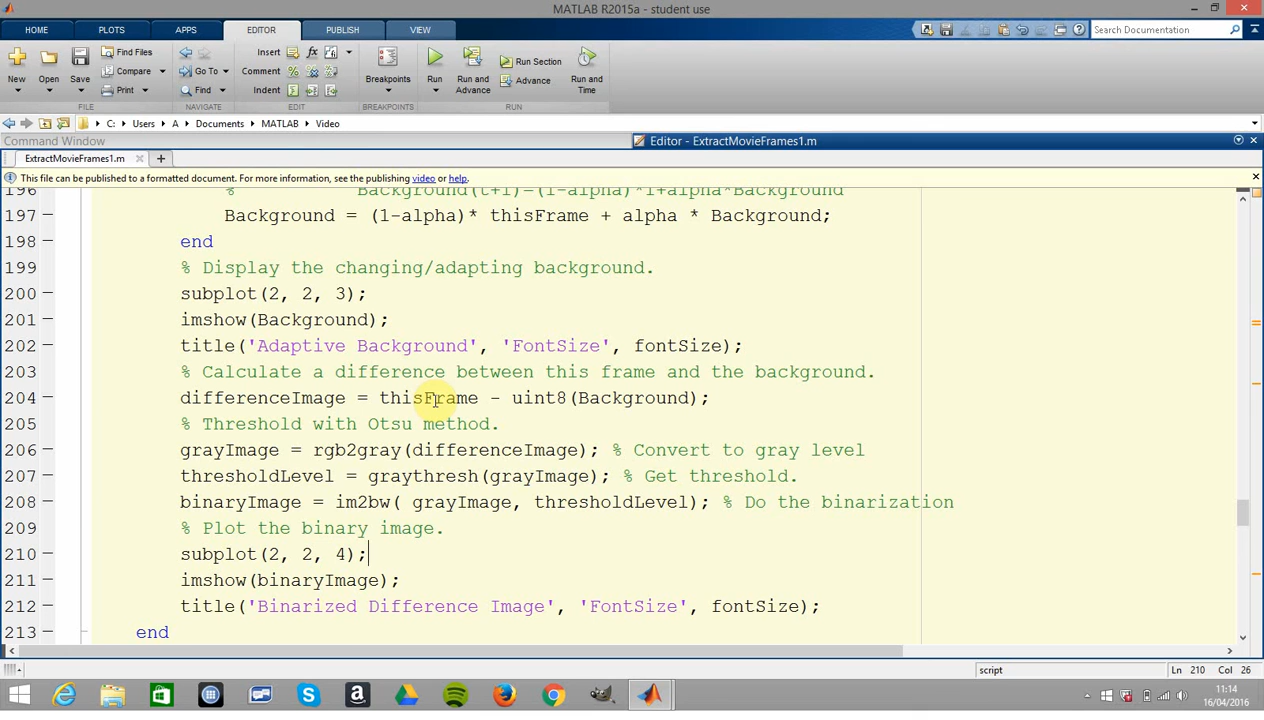 MATLAB R2015a - student use
HOME PLOTS APPS EDITOR PUBLISH VIEW
Search Documentation
Find Files
Compare
Print
Go To
Find
Insert fx
Comment
Indent
Run Section
Advance
New Open Save Breakpoints Run Run and Advance Run and Time
FILE NAVIGATE EDIT BREAKPOINTS RUN
C: Users A Documents MATLAB Video
Command Window
Editor - ExtractMovieFrames1.m
ExtractMovieFrames1.m
This file can be published to a formatted document. For more information, see the publishing video or help.
196 % Background(t+1)=(1-alpha)*I+alpha*Background
197 Background = (1-alpha)* thisFrame + alpha * Background;
198 end
199 % Display the changing/adapting background.
200 subplot(2, 2, 3);
201 imshow(Background);
202 title('Adaptive Background', 'FontSize', fontSize);
203 % Calculate a difference between this frame and the background.
204 differenceImage = thisFrame - uint8(Background);
205 % Threshold with Otsu method.
206 grayImage = rgb2gray(differenceImage); % Convert to gray level
207 thresholdLevel = graythresh(grayImage); % Get threshold.
208 binaryImage = im2bw( grayImage, thresholdLevel); % Do the binarization
209 % Plot the binary image.
210 subplot(2, 2, 4);
211 imshow(binaryImage);
212 title('Binarized Difference Image', 'FontSize', fontSize);
213 end
script Ln 210 Col 26
11:14
16/04/2016